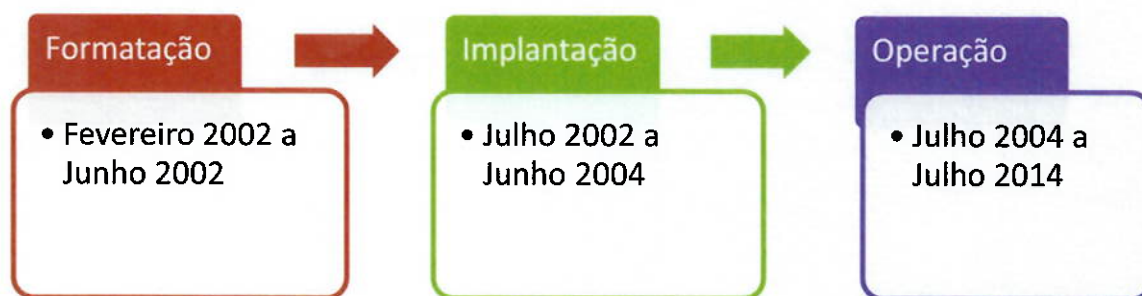 Formatação
• Fevereiro 2002 a
Junho 2002
Implantação
• Julho 2002 a
Junho 2004
Operação
• Julho 2004 a
Julho 2014